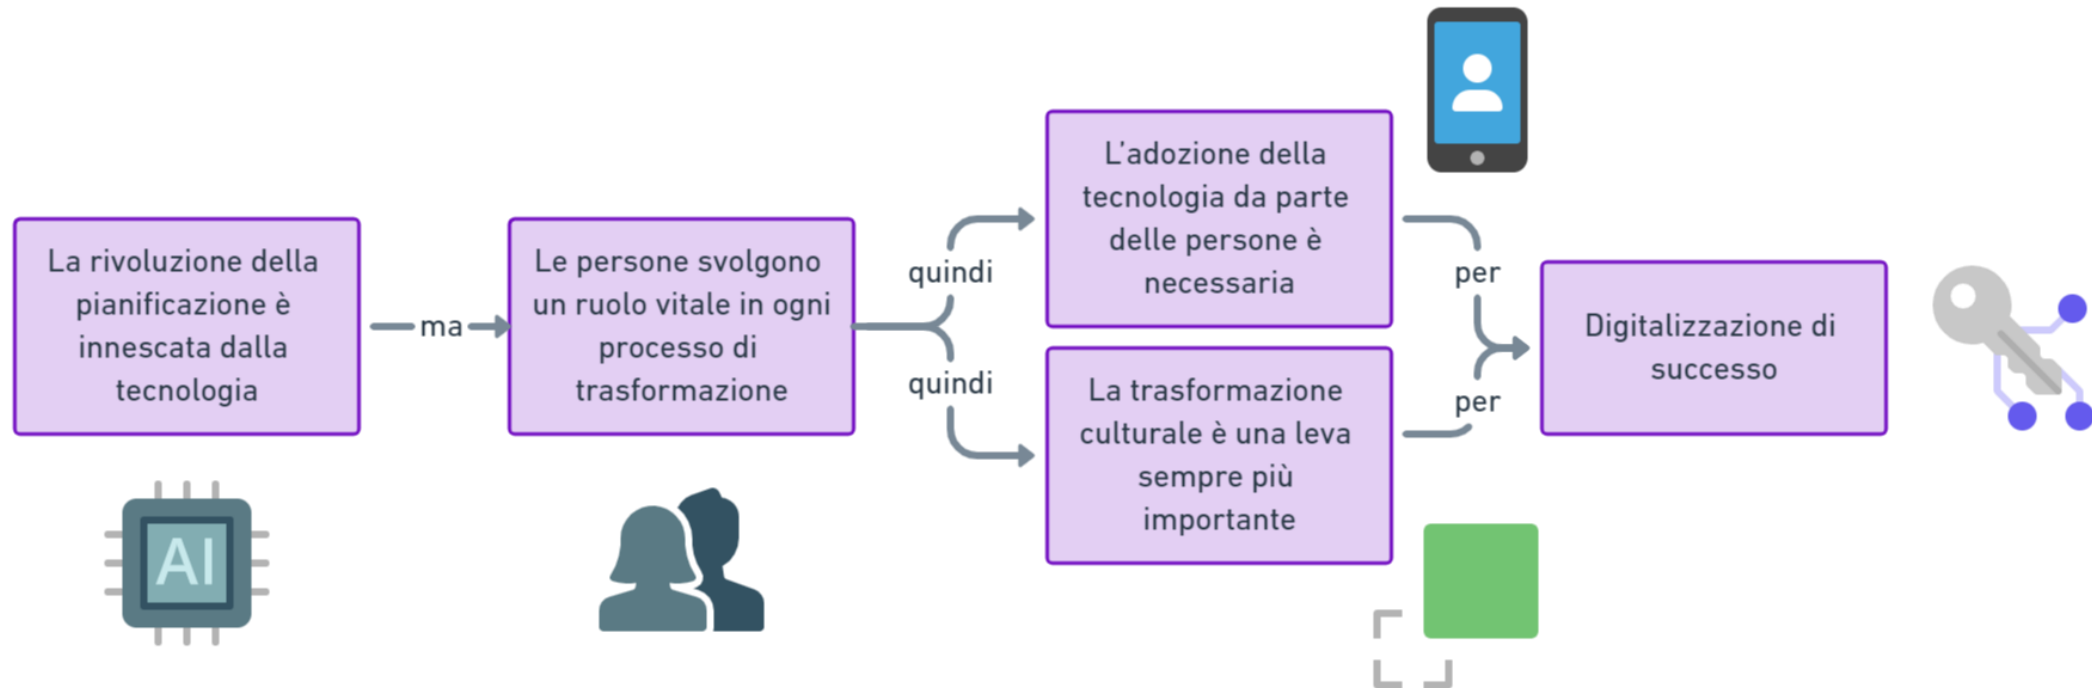 La rivoluzione della
pianificazione è
innescata dalla
tecnologia
ma
Le persone svolgono
un ruolo vitale in ogni
processo di
trasformazione
quindi
quindi
L'adozione della
tecnologia da parte
delle persone è
necessaria
La trasformazione
culturale è una leva
sempre più
importante
per
per
Digitalizzazione di
successo
AI